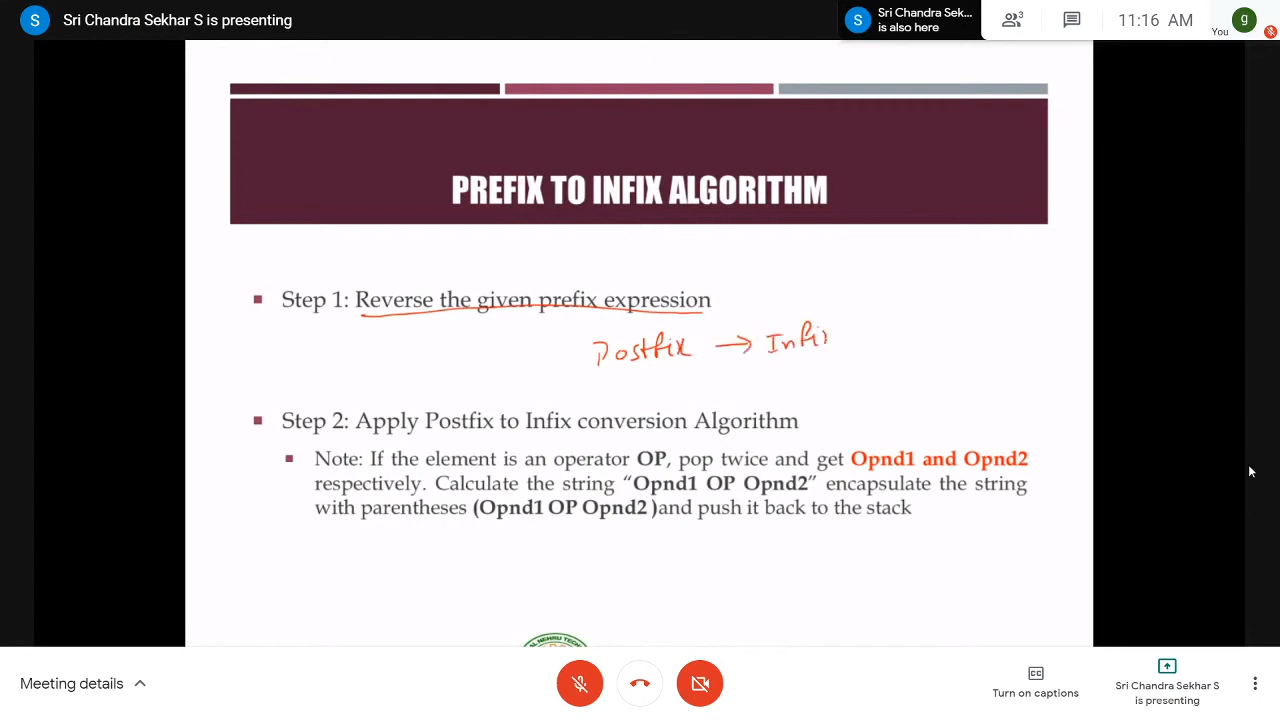 S Sri Chandra Sekhar S is presenting
S Sri Chandra Sek... is also here
3
11:16 AM
You
g
PREFIX TO INFIX ALGORITHM
Step 1: Reverse the given prefix expression
Postfix → Infix
Step 2: Apply Postfix to Infix conversion Algorithm
Note: If the element is an operator OP, pop twice and get Opnd1 and Opnd2
respectively. Calculate the string “Opnd1 OP Opnd2” encapsulate the string
with parentheses (Opnd1 OP Opnd2 )and push it back to the stack
Meeting details
Turn on captions
Sri Chandra Sekhar S
is presenting